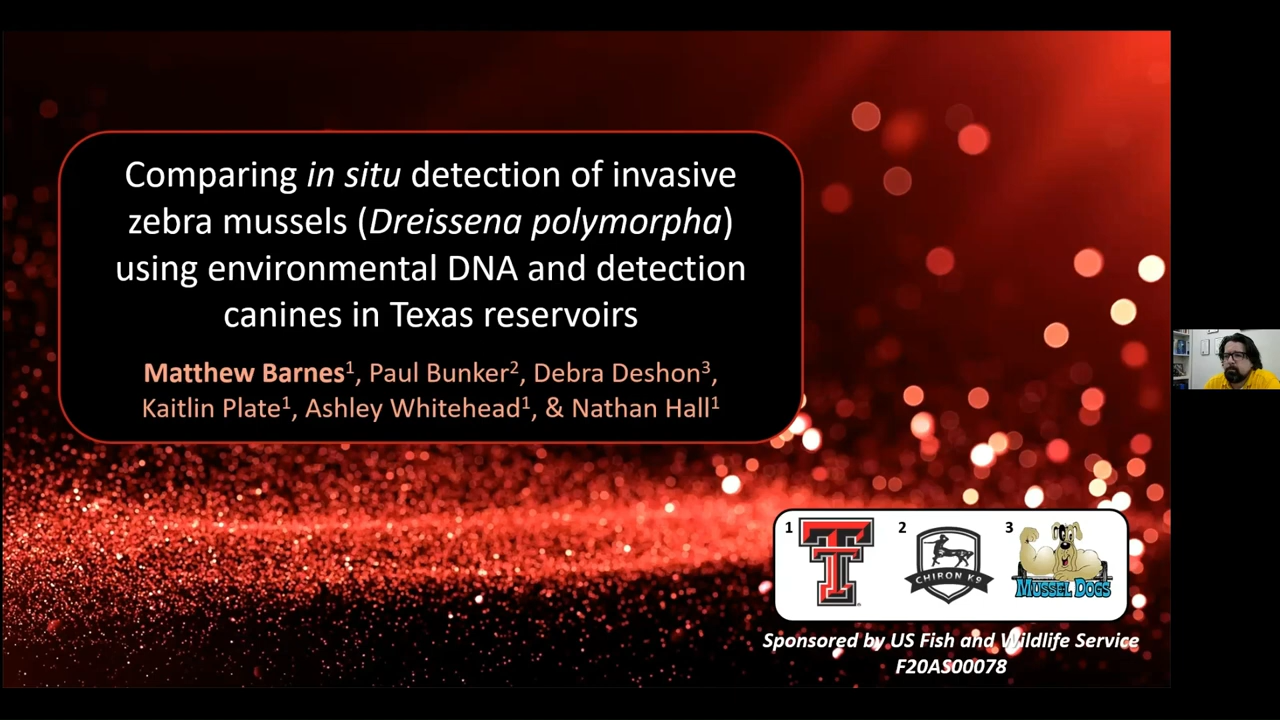 Comparing in situ detection of invasive
zebra mussels (Dreissena polymorpha)
using environmental DNA and detection
canines in Texas reservoirs
Matthew Barnes1, Paul Bunker2, Debra Deshon3,
Kaitlin Plate1, Ashley Whitehead1, & Nathan Hall1
1
2
3
CHIRON K9
MUSSEL DOGS
Sponsored by US Fish and Wildlife Service
F20AS00078